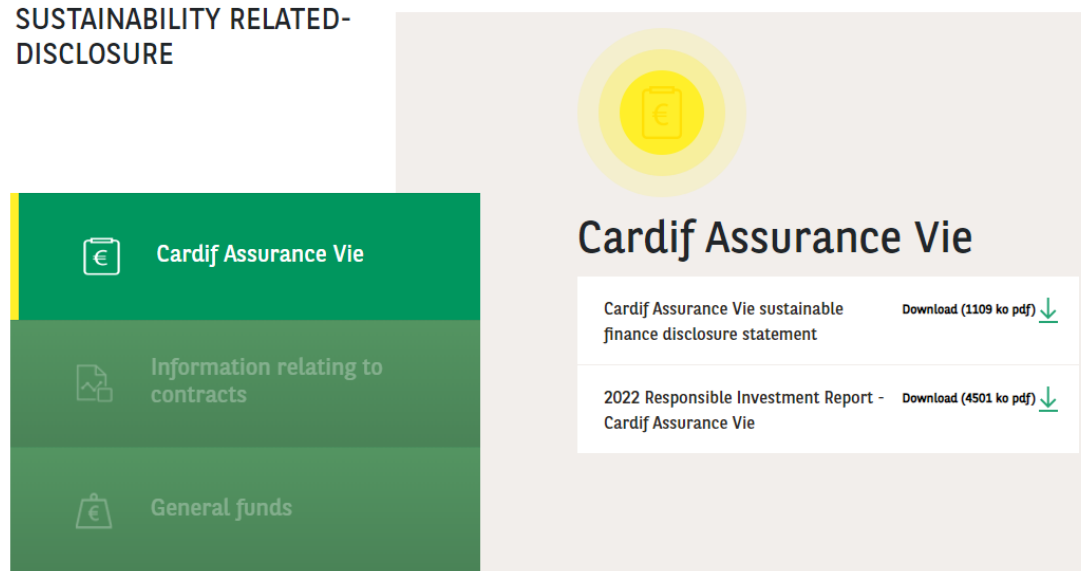 SUSTAINABILITY RELATED-
DISCLOSURE
€
Cardif Assurance Vie
Information relating to
contracts
€
General funds
€
Cardif Assurance Vie
Cardif Assurance Vie sustainable
finance disclosure statement
Download (1109 ko pdf)
2022 Responsible Investment Report -
Cardif Assurance Vie
Download (4501 ko pdf)